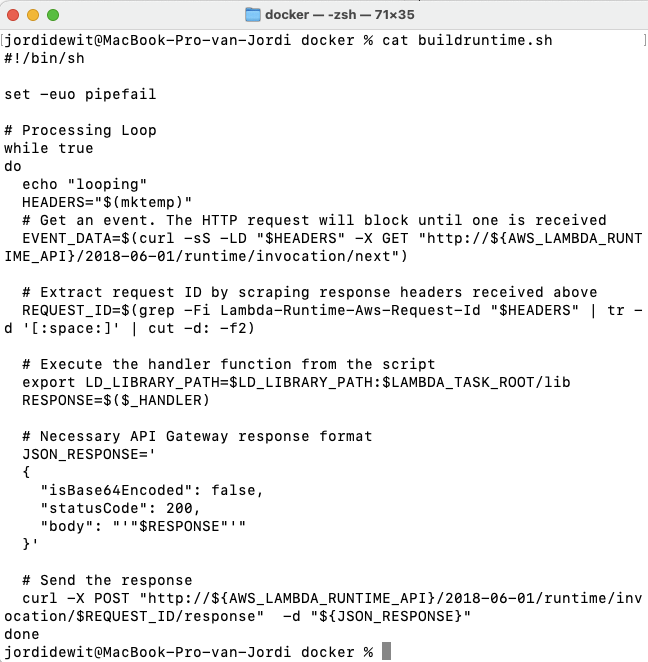 docker — -zsh — 71×35
[jordidewit@MacBook-Pro-van-Jordi docker % cat buildruntime.sh ]
#!/bin/sh
set -euo pipefail
# Processing Loop
while true
do
  echo "looping"
  HEADERS="$(mktemp)"
  # Get an event. The HTTP request will block until one is received
  EVENT_DATA=$(curl -sS -LD "$HEADERS" -X GET "http://${AWS_LAMBDA_RUNT
IME_API}/2018-06-01/runtime/invocation/next")
  # Extract request ID by scraping response headers received above
  REQUEST_ID=$(grep -Fi Lambda-Runtime-Aws-Request-Id "$HEADERS" | tr -
d '[:space:]' | cut -d: -f2)
  # Execute the handler function from the script
  export LD_LIBRARY_PATH=$LD_LIBRARY_PATH:$LAMBDA_TASK_ROOT/lib
  RESPONSE=$($_HANDLER)
  # Necessary API Gateway response format
  JSON_RESPONSE='
  {
    "isBase64Encoded": false,
    "statusCode": 200,
    "body": "'"$RESPONSE"'"
  }'
  # Send the response
  curl -X POST "http://${AWS_LAMBDA_RUNTIME_API}/2018-06-01/runtime/inv
ocation/$REQUEST_ID/response"  -d "${JSON_RESPONSE}"
done
jordidewit@MacBook-Pro-van-Jordi docker %